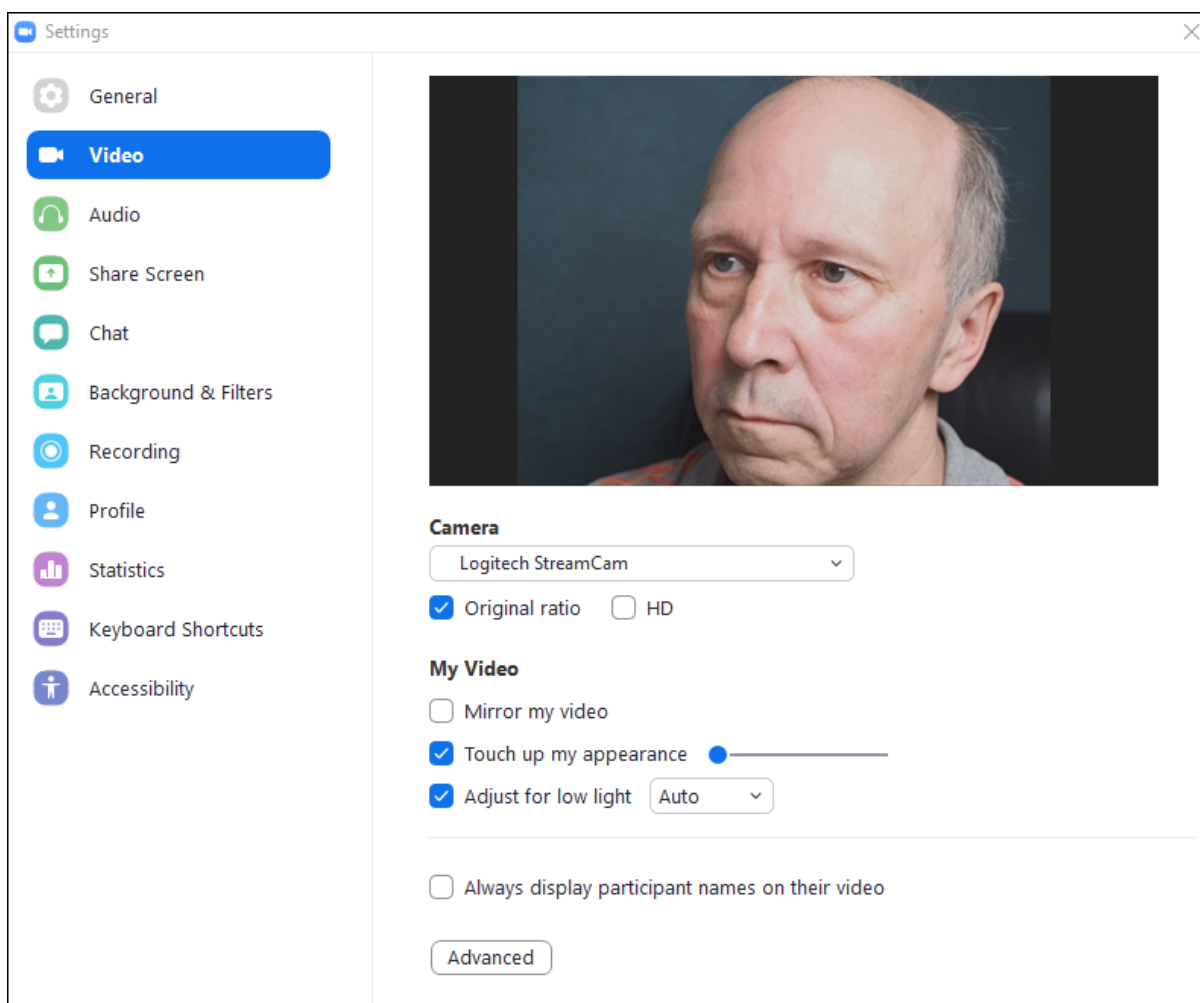 Settings
General
Video
Audio
Share Screen
Chat
Background & Filters
Recording
Profile
Statistics
Keyboard Shortcuts
Accessibility
Camera
Logitech StreamCam
Original ratio HD
My Video
Mirror my video
Touch up my appearance
Adjust for low light Auto
Always display participant names on their video
Advanced